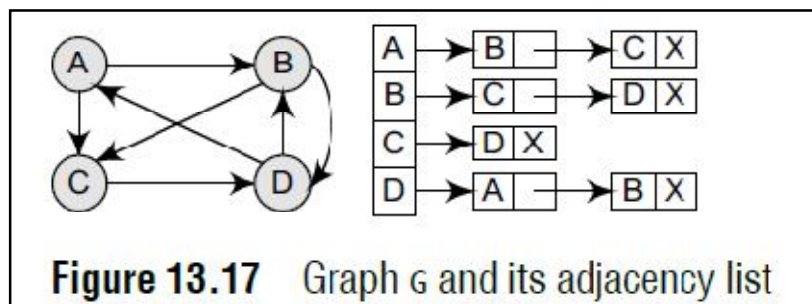 A B A B C X
B C D X
C D C D X
D A B X
Figure 13.17 Graph G and its adjacency list